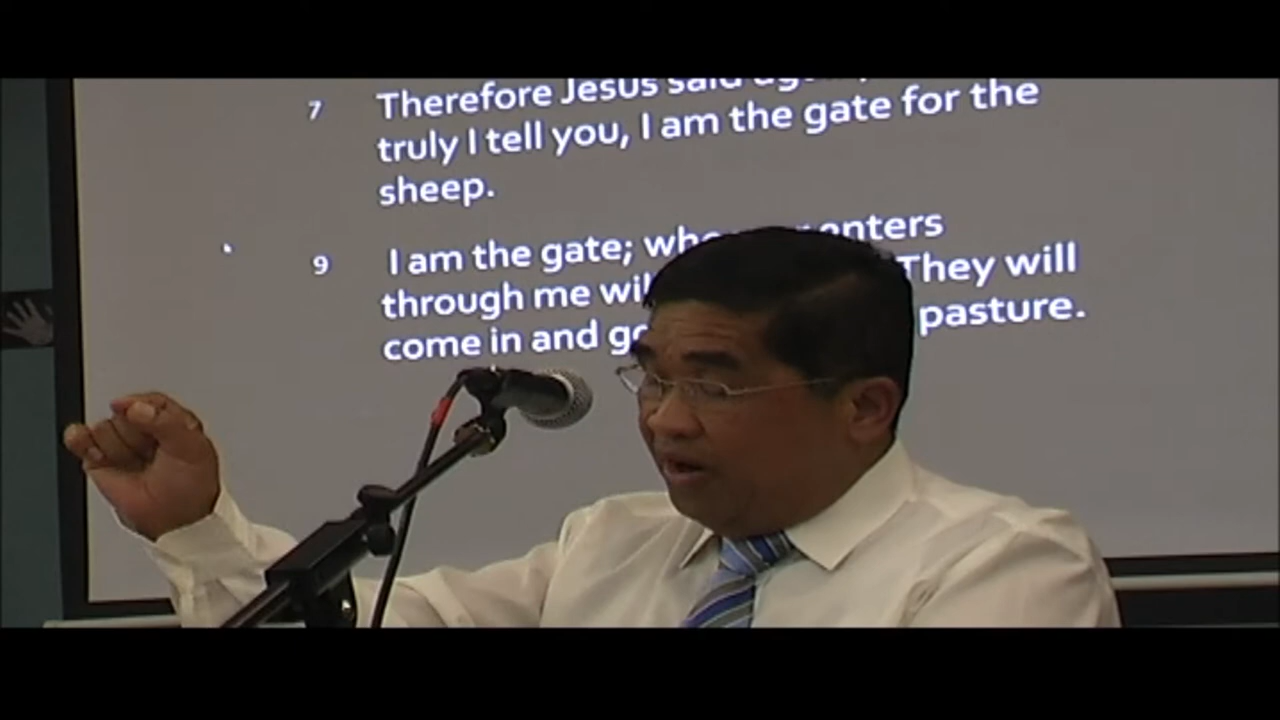 7 Therefore Jesus said
truly I tell you, I am the gate for the
sheep.
9 I am the gate; enters
through me They will
come in and pasture.